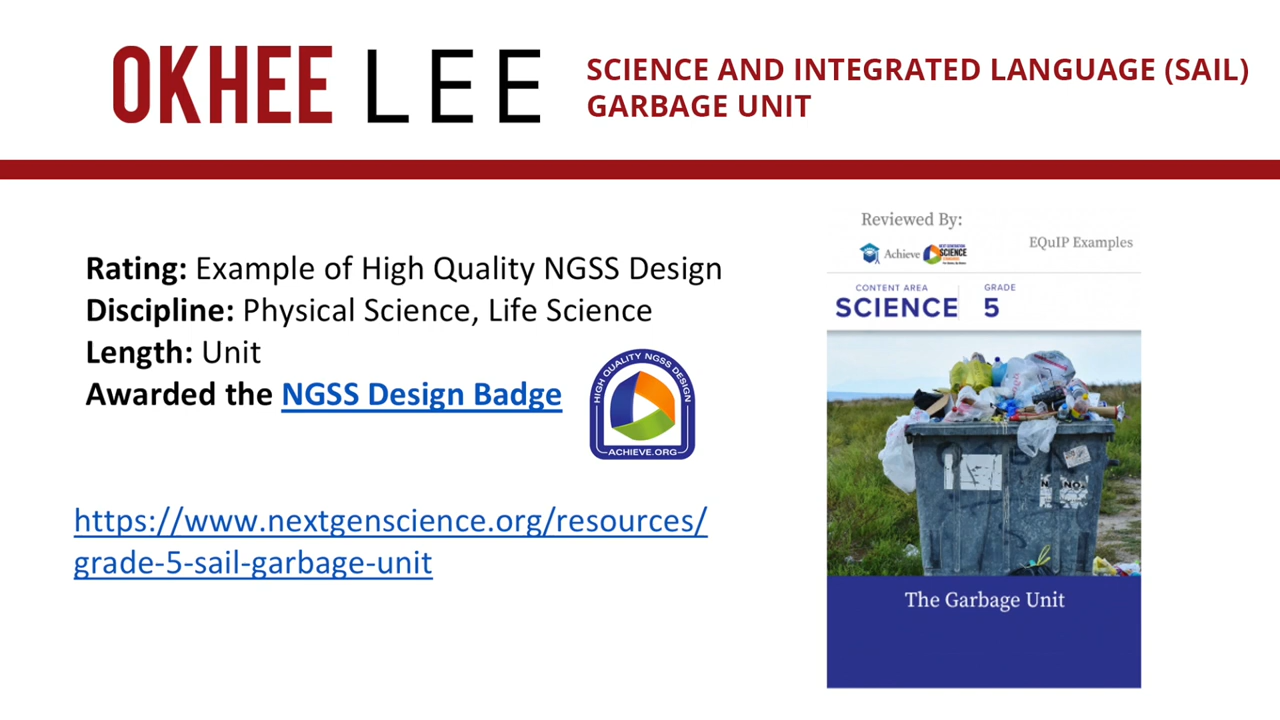 OKHEE LEE
SCIENCE AND INTEGRATED LANGUAGE (SAIL)
GARBAGE UNIT
Rating: Example of High Quality NGSS Design
Discipline: Physical Science, Life Science
Length: Unit
Awarded the NGSS Design Badge
HIGH QUALITY NGSS DESIGN
ACHIEVE.ORG
https://www.nextgenscience.org/resources/
grade-5-sail-garbage-unit
Reviewed By:
Achieve
SCIENCE
EQuIP Examples
CONTENT AREA
SCIENCE
GRADE
5
The Garbage Unit